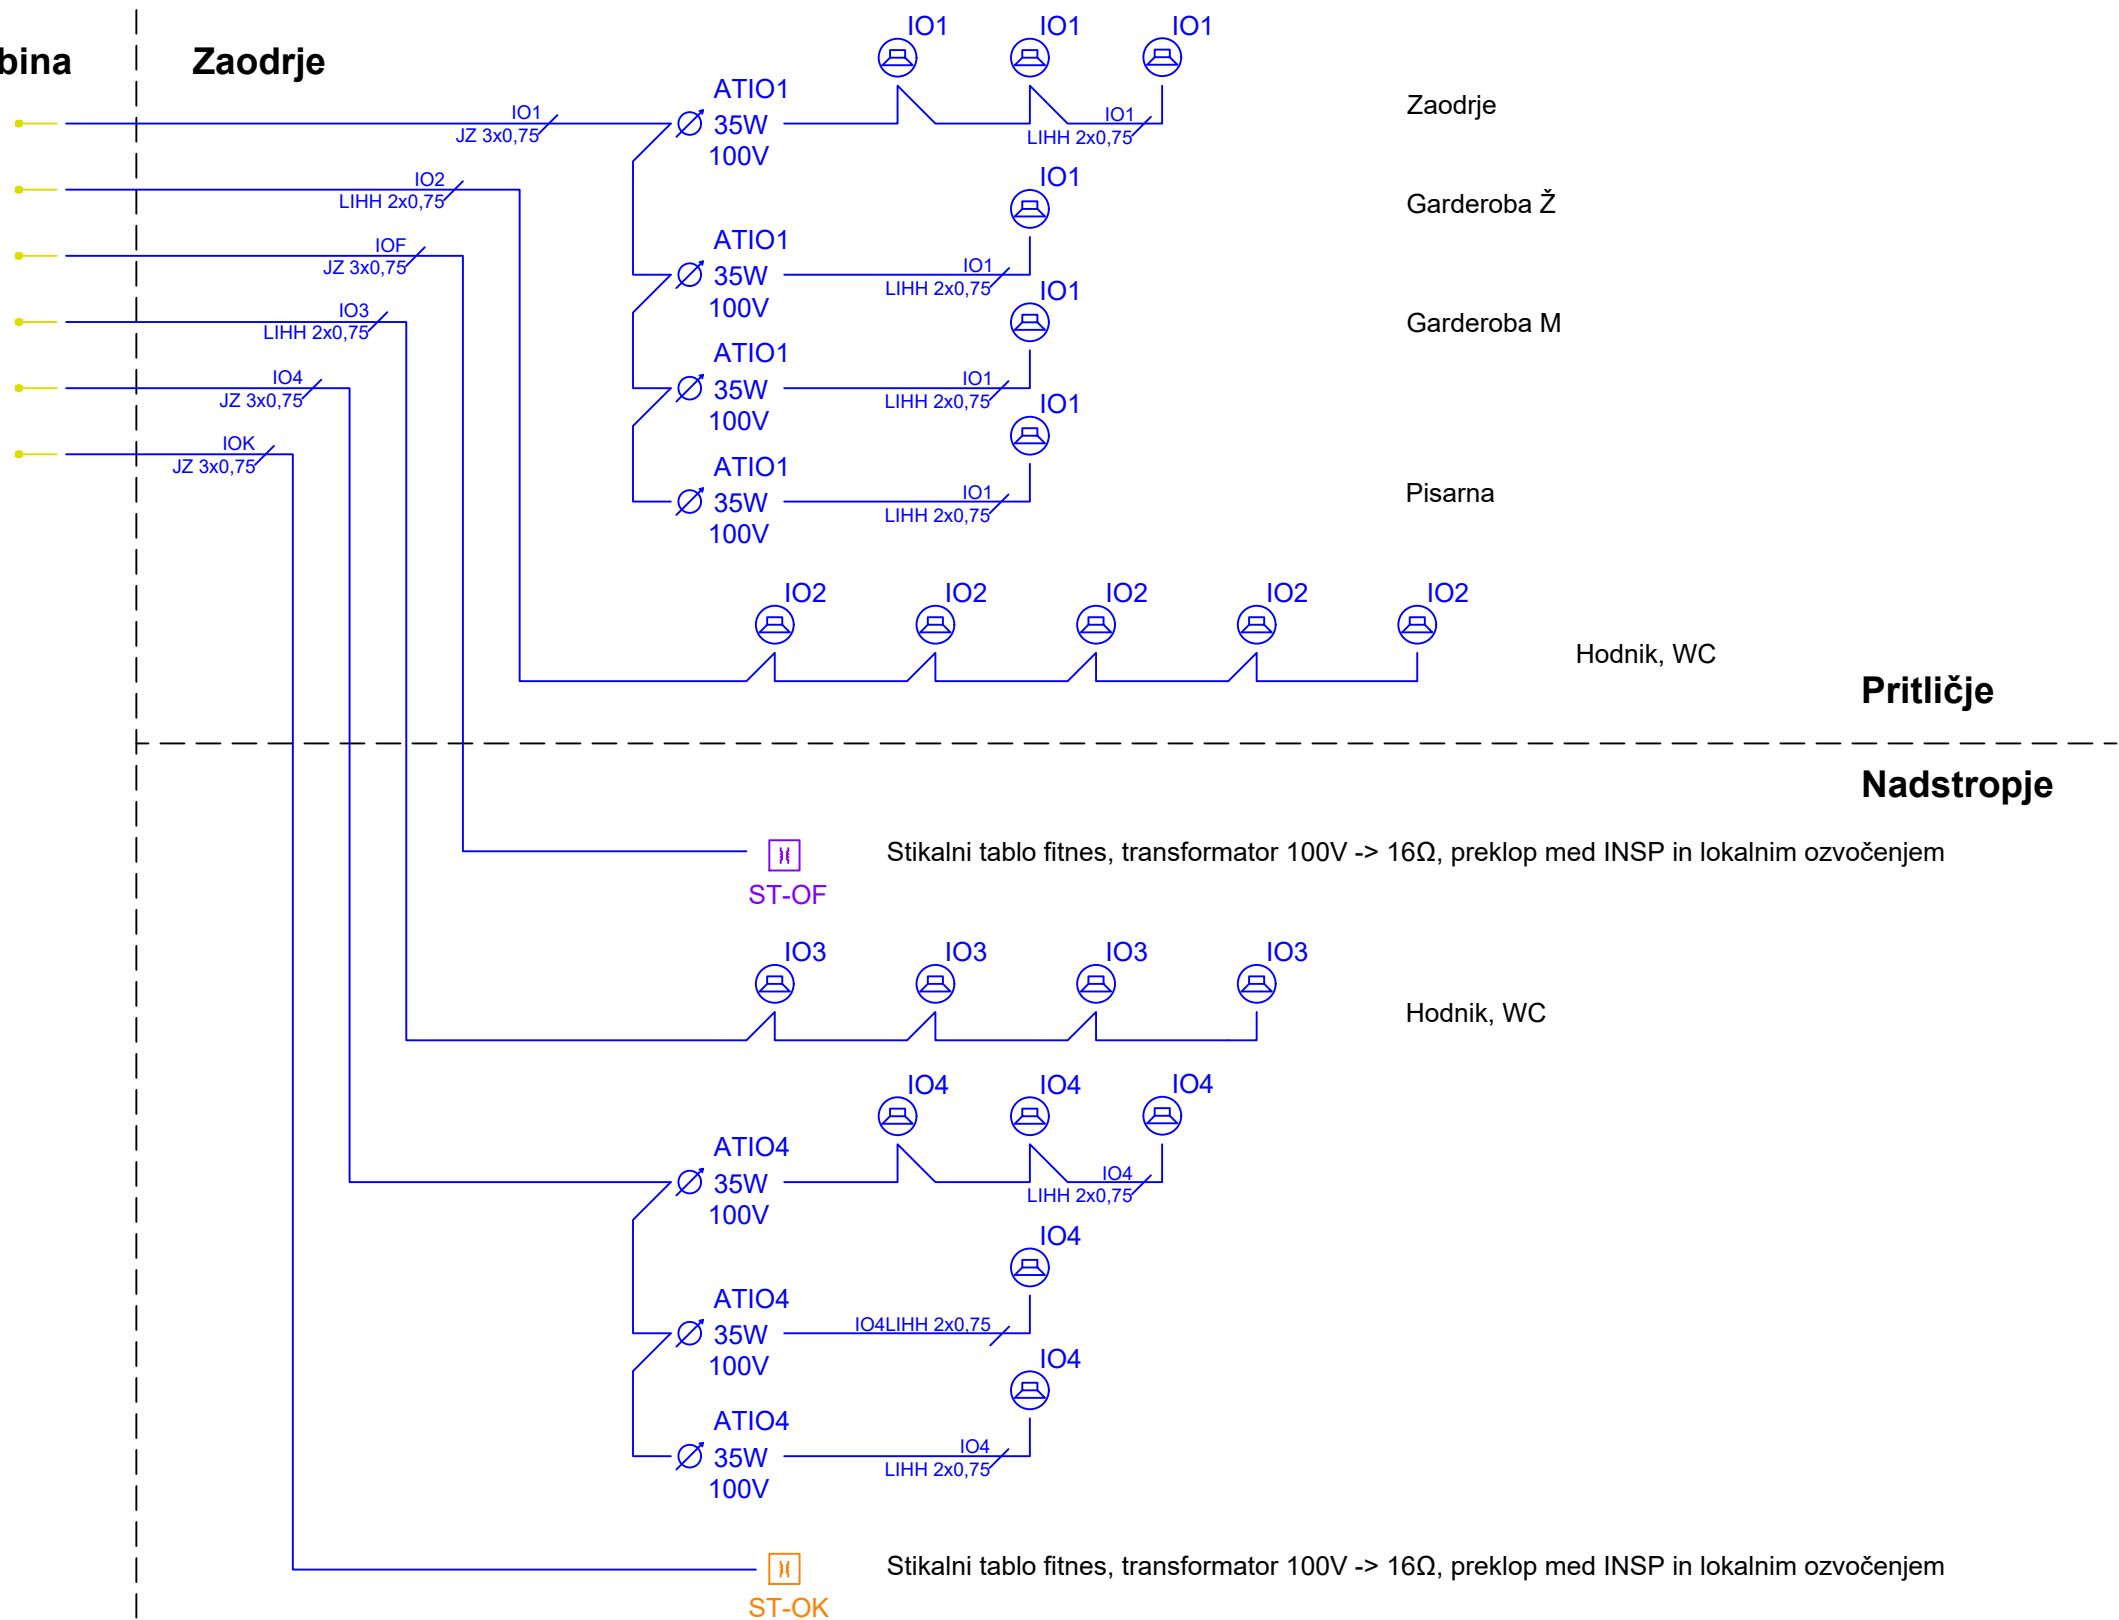 bina
Zaodrje
IO1
IO1
IO1
ATIO1
35W
100V
IO1
JZ 3x0,75
IO1
LIHH 2x0,75
Zaodrje
IO2
LIHH 2x0,75
IO1
Garderoba Ž
IOF
JZ 3x0,75
ATIO1
35W
100V
IO1
LIHH 2x0,75
IO3
LIHH 2x0,75
IO1
Garderoba M
IO4
JZ 3x0,75
ATIO1
35W
100V
IO1
LIHH 2x0,75
IOK
JZ 3x0,75
IO1
ATIO1
35W
100V
IO1
LIHH 2x0,75
Pisarna
IO2
IO2
IO2
IO2
IO2
Hodnik, WC
Pritličje
Nadstropje
Stikalni tablo fitnes, transformator 100V -> 16Ω, preklop med INSP in lokalnim ozvočenjem
ST-OF
IO3
IO3
IO3
IO3
Hodnik, WC
IO4
IO4
IO4
ATIO4
35W
100V
IO4
LIHH 2x0,75
IO4
ATIO4
35W
100V
IO4LIHH 2x0,75
IO4
ATIO4
35W
100V
IO4
LIHH 2x0,75
Stikalni tablo fitnes, transformator 100V -> 16Ω, preklop med INSP in lokalnim ozvočenjem
ST-OK